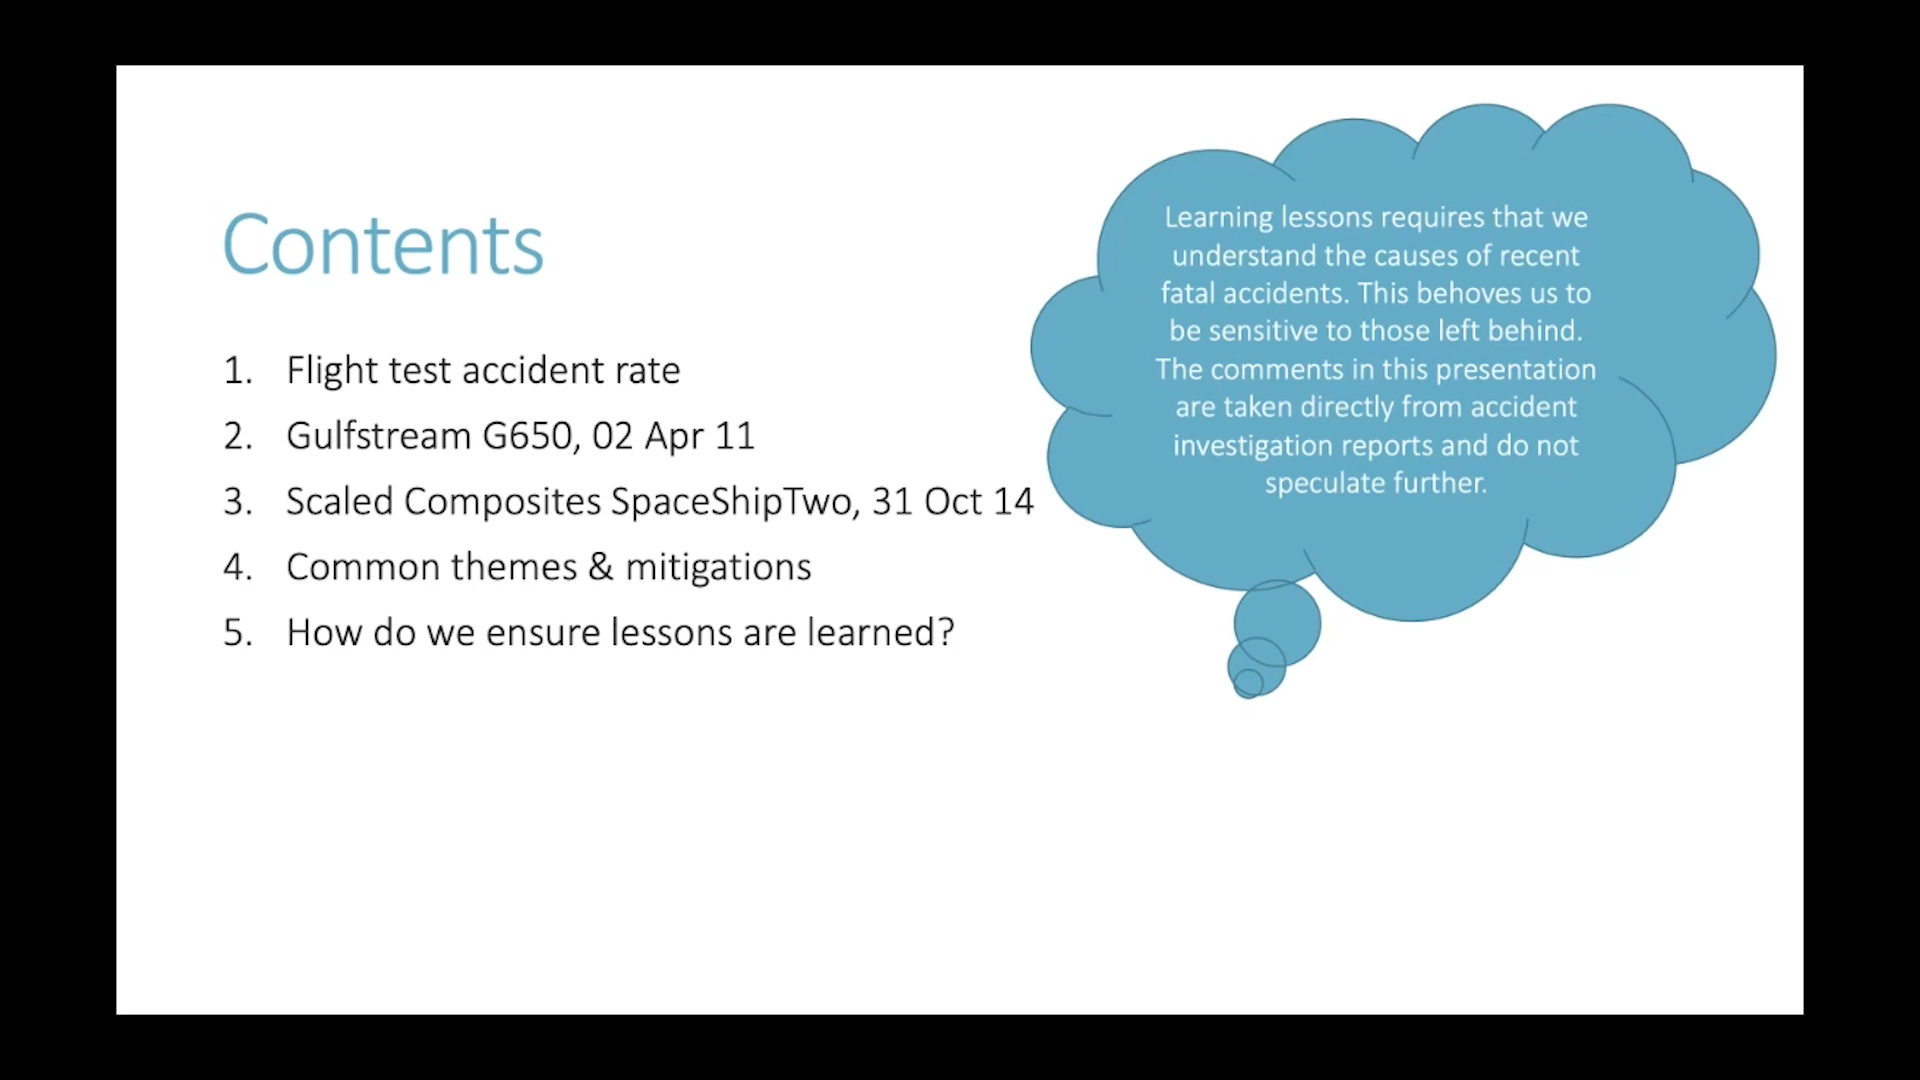 Contents
1. Flight test accident rate
2. Gulfstream G650, 02 Apr 11
3. Scaled Composites SpaceShipTwo, 31 Oct 14
4. Common themes & mitigations
5. How do we ensure lessons are learned?
Learning lessons requires that we
understand the causes of recent
fatal accidents. This behoves us to
be sensitive to those left behind.
The comments in this presentation
are taken directly from accident
investigation reports and do not
speculate further.